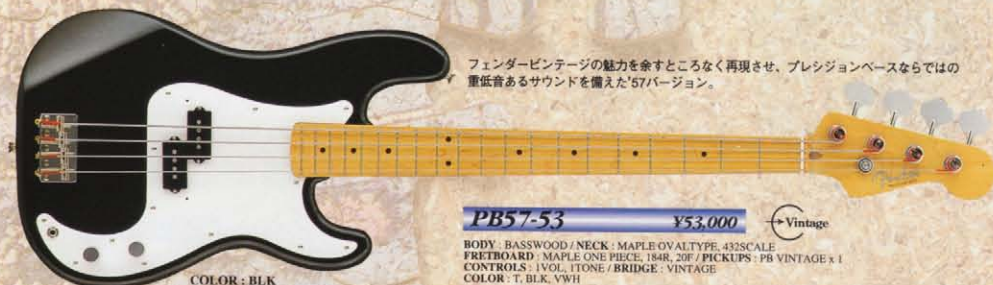 フェンダービンテージの魅力を余すところなく再現させ、プレシジョンベースならではの
重低音あるサウンドを備えた'57バージョン。
PB57-53 ¥53,000 Vintage
BODY : BASSWOOD / NECK : MAPLE OVALTYPE, 432SCALE
FRETBOARD : MAPLE ONE PIECE, 184R, 20F / PICKUPS : PB VINTAGE x 1
CONTROLS : 1VOL, 1TONE / BRIDGE : VINTAGE
COLOR : T, BLK, VWH
COLOR : BLK